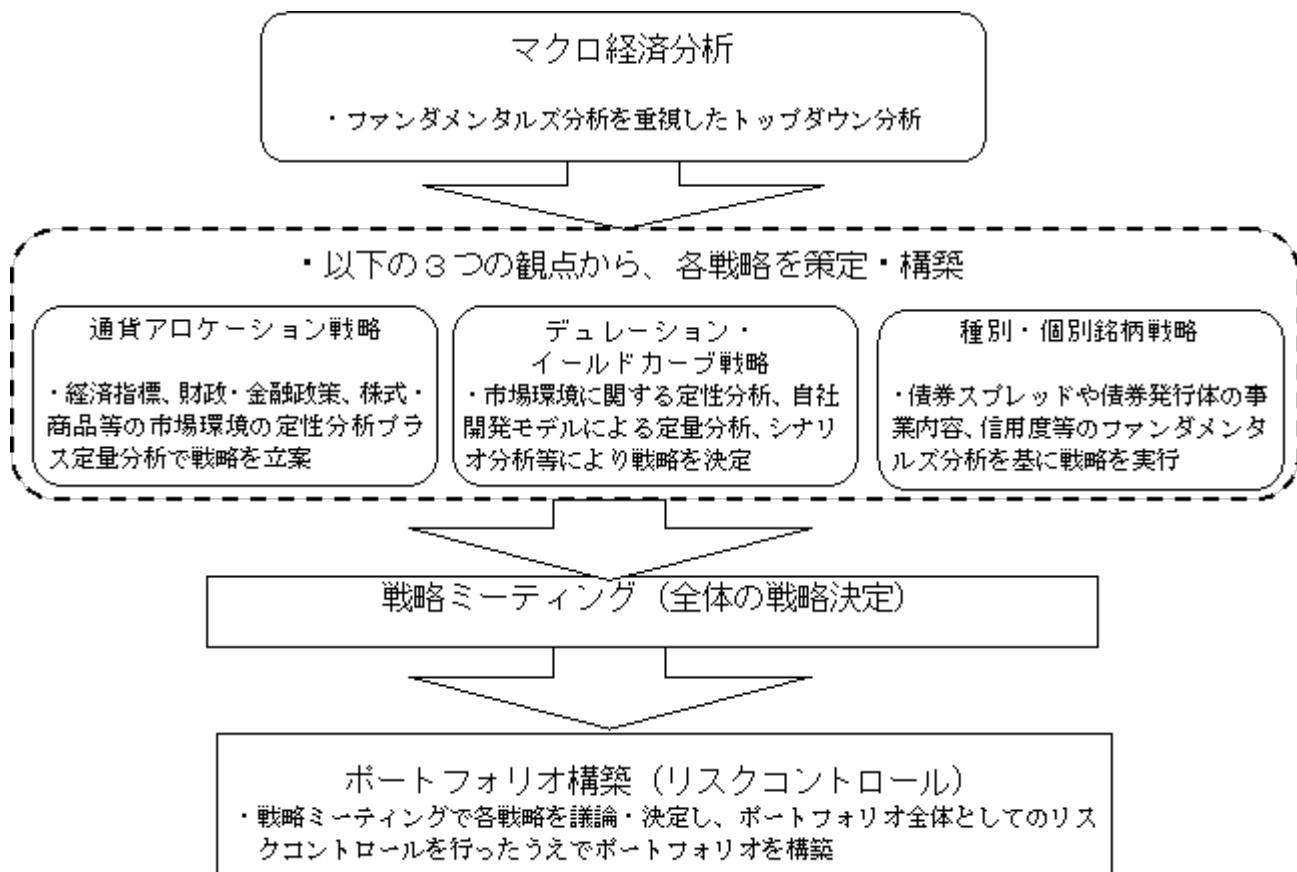 マクロ経済分析
・ファンダメンタルズ分析を重視したトップダウン分析
・以下の３つの観点から、各戦略を策定・構築
通貨アロケーション戦略
・経済指標、財政・金融政策、株式・
商品等の市場環境の定性分析プラ
ス定量分析で戦略を立案
デュレーション・
イールドカーブ戦略
・市場環境に関する定性分析、自社
開発モデルによる定量分析、シナリ
オ分析等により戦略を決定
種別・個別銘柄戦略
・債券スプレッドや債券発行体の事
業内容、信用度等のファンダメンタ
ルズ分析を基に戦略を実行
戦略ミーティング（全体の戦略決定）
ポートフォリオ構築（リスクコントロール）
・戦略ミーティングで各戦略を議論・決定し、ポートフォリオ全体としてのリス
クコントロールを行ったうえでポートフォリオを構築